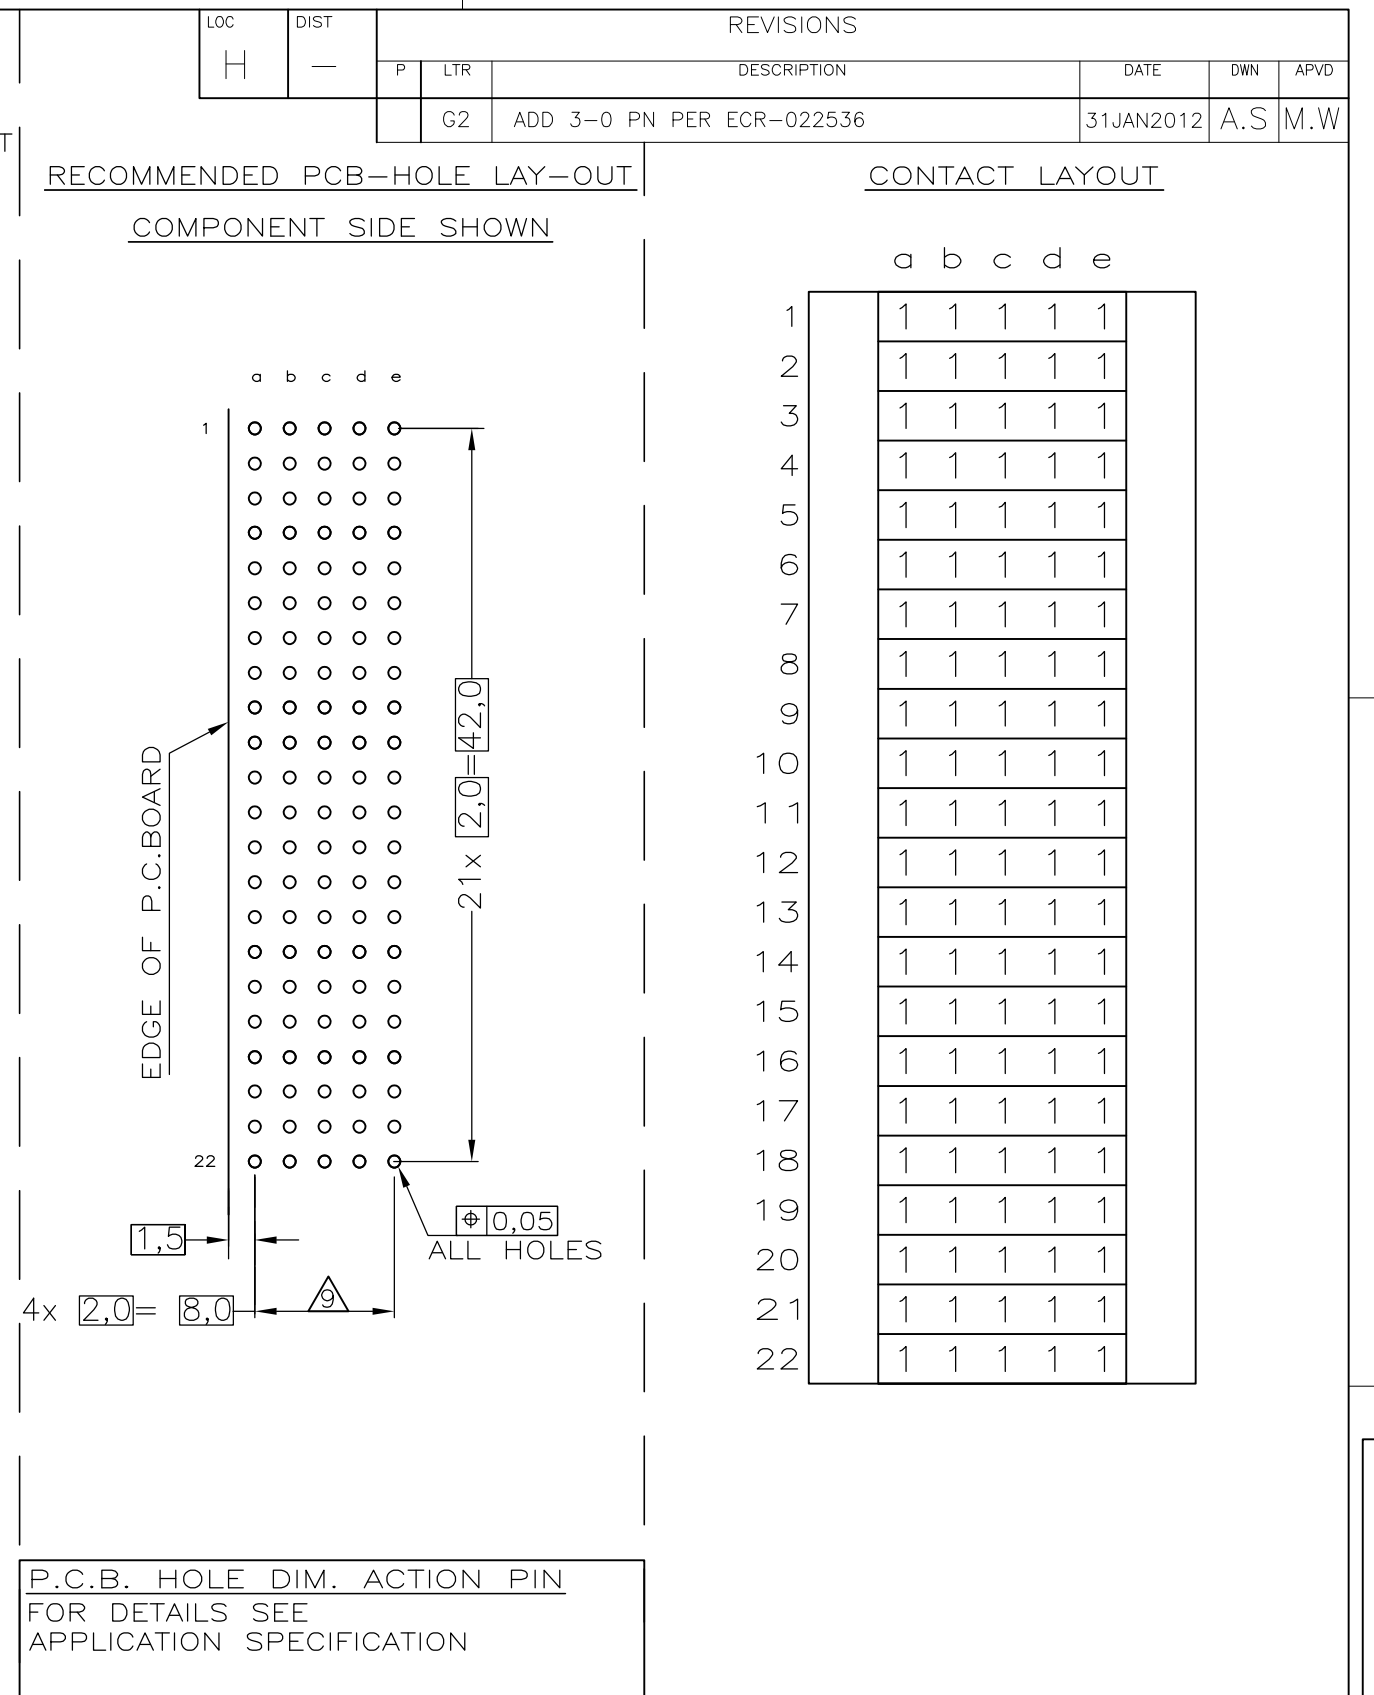 LOC DIST REVISIONS
H —
P LTR DESCRIPTION DATE DWN APVD
G2 ADD 3-0 PN PER ECR-022536 31JAN2012 A.S M.W
T
RECOMMENDED PCB-HOLE LAY-OUT
COMPONENT SIDE SHOWN
a b c d e
1
22
EDGE OF P.C.BOARD
21x 2,0=42,0
⌖ 0,05
ALL HOLES
1,5
4x 2,0= 8,0
9
P.C.B. HOLE DIM. ACTION PIN
FOR DETAILS SEE
APPLICATION SPECIFICATION
CONTACT LAYOUT
a b c d e
1 1 1 1 1 1
2 1 1 1 1 1
3 1 1 1 1 1
4 1 1 1 1 1
5 1 1 1 1 1
6 1 1 1 1 1
7 1 1 1 1 1
8 1 1 1 1 1
9 1 1 1 1 1
10 1 1 1 1 1
11 1 1 1 1 1
12 1 1 1 1 1
13 1 1 1 1 1
14 1 1 1 1 1
15 1 1 1 1 1
16 1 1 1 1 1
17 1 1 1 1 1
18 1 1 1 1 1
19 1 1 1 1 1
20 1 1 1 1 1
21 1 1 1 1 1
22 1 1 1 1 1